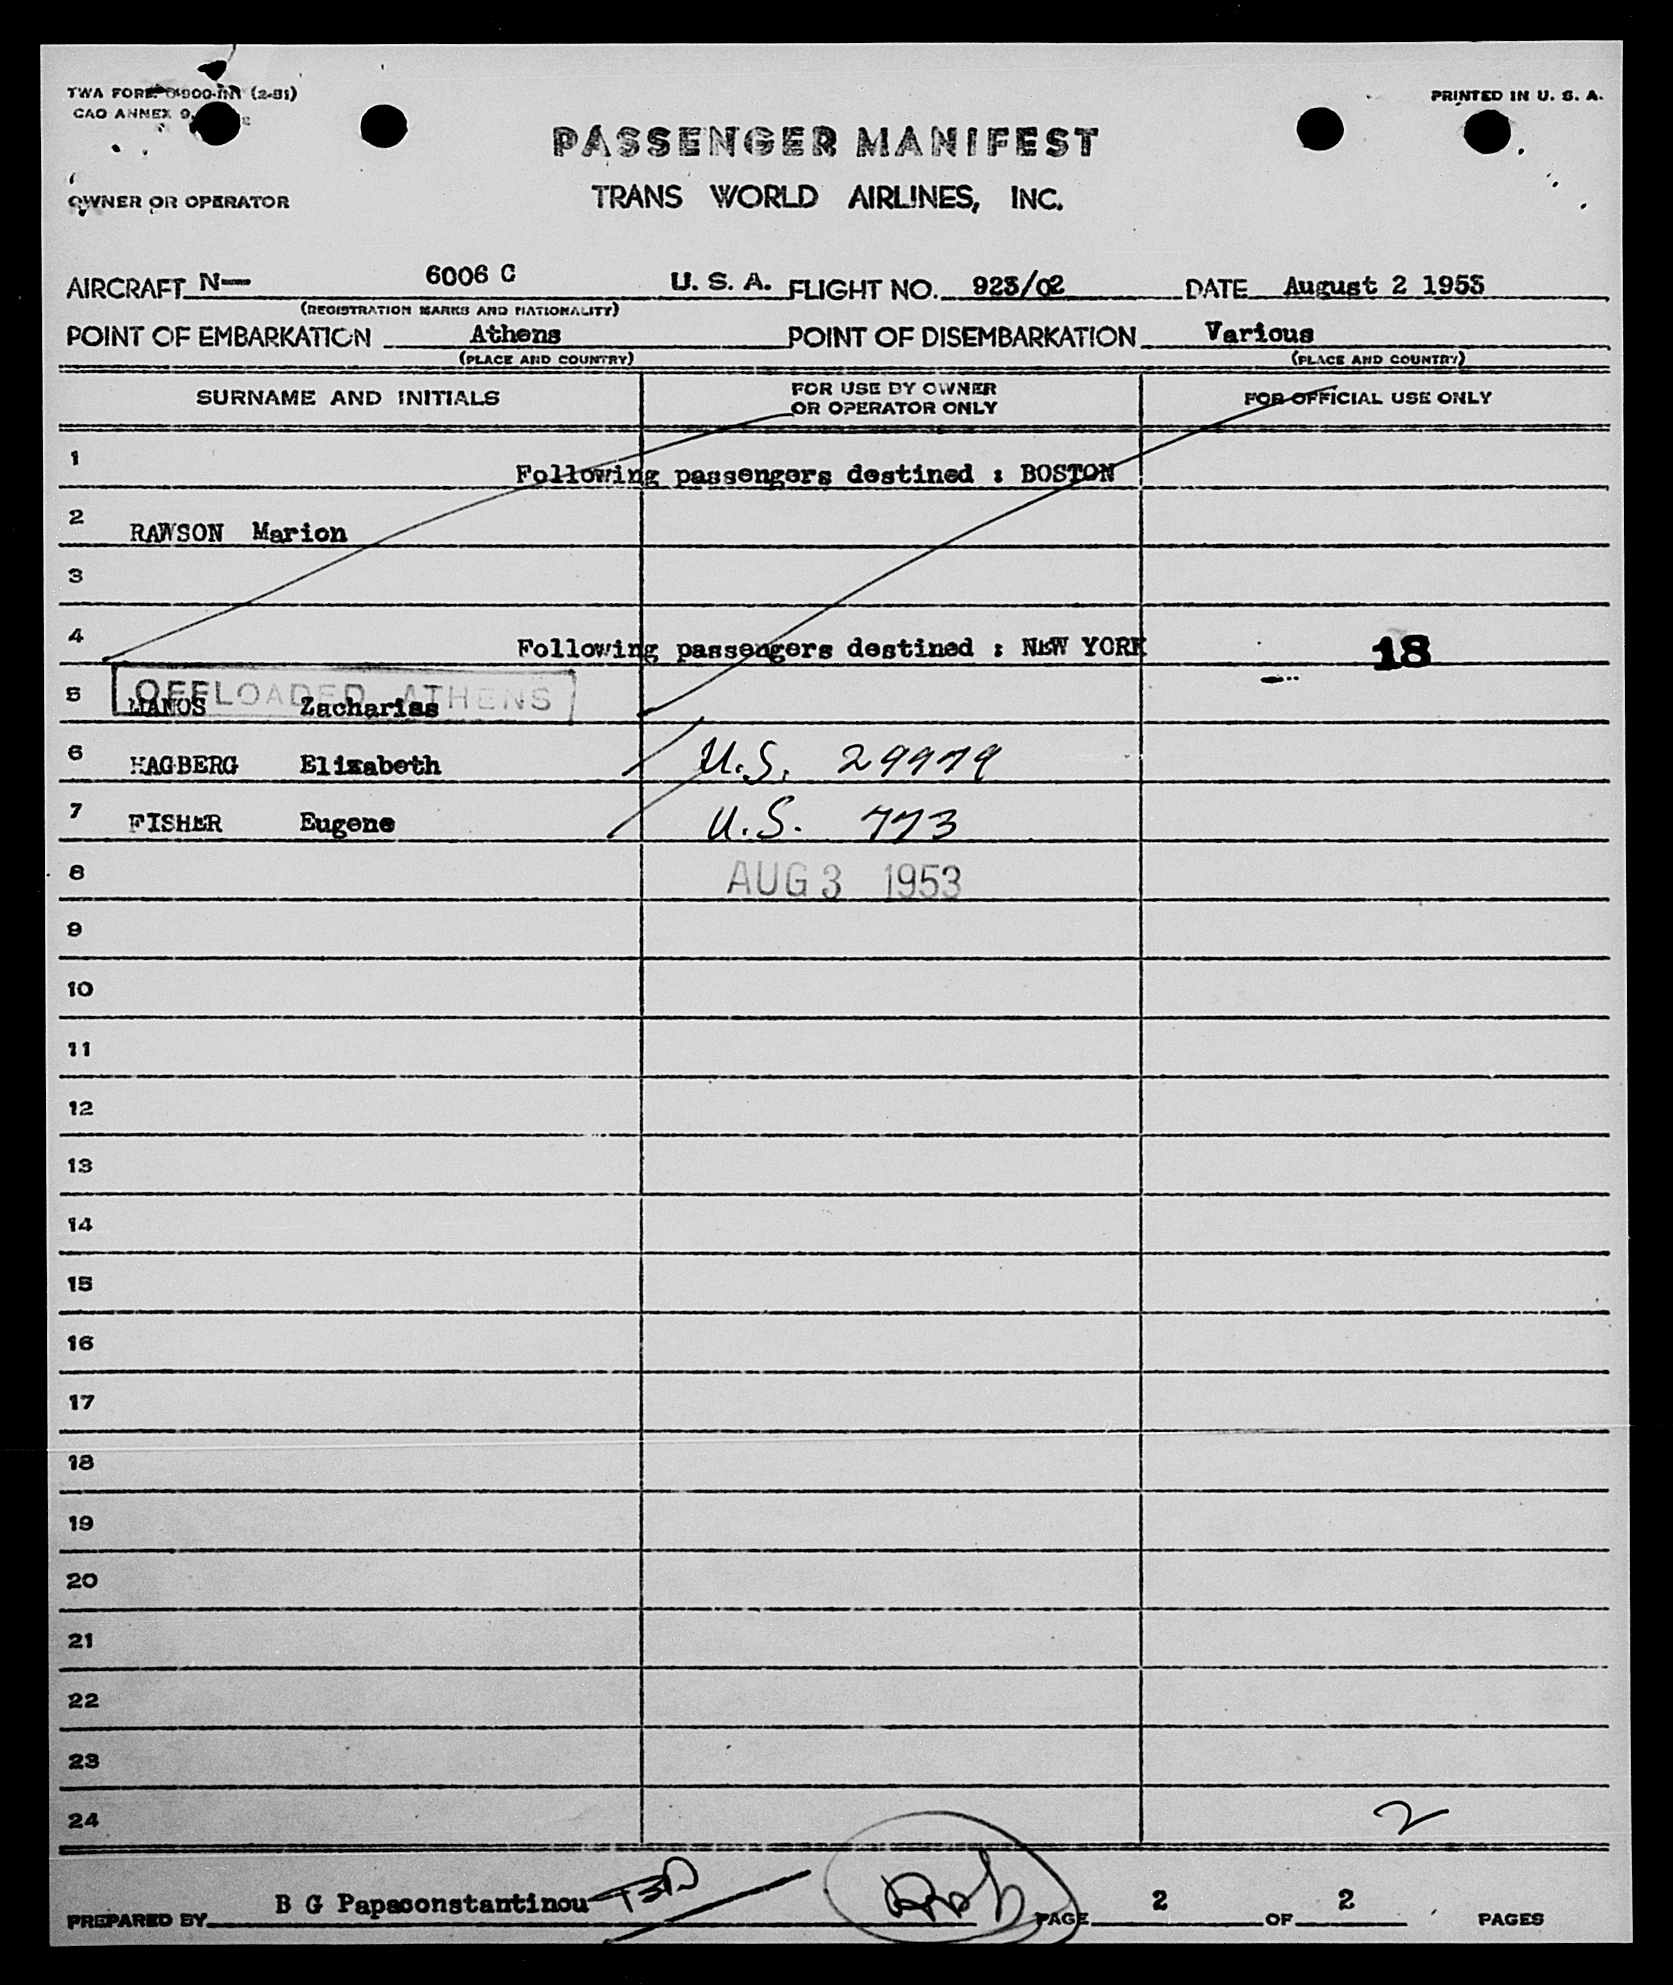 TWA FORM (2-51)
CAO ANNEX 9,
PRINTED IN U. S. A.
PASSENGER MANIFEST
OWNER OR OPERATOR
TRANS WORLD AIRLINES, INC.
AIRCRAFT N— 6006 C U. S. A. FLIGHT NO. 923/02 DATE August 2 1953
(REGISTRATION MARKS AND NATIONALITY)
POINT OF EMBARKATION Athens POINT OF DISEMBARKATION Various
(PLACE AND COUNTRY) (PLACE AND COUNTRY)
SURNAME AND INITIALS FOR USE BY OWNER OR OPERATOR ONLY FOR OFFICIAL USE ONLY
1 Following passengers destined : BOSTON
2 RAWSON Marion
3
4 Following passengers destined : NEW YORK 18
OFFLOADED ATHENS
5 Zacharias
6 HAGBERG Elizabeth U.S. 29979
7 FISHER Eugene U.S. 773
8 AUG 3 1953
9
10
11
12
13
14
15
16
17
18
19
20
21
22
23
24 2
PREPARED BY B G Papaconstantinou PAGE 2 OF 2 PAGES